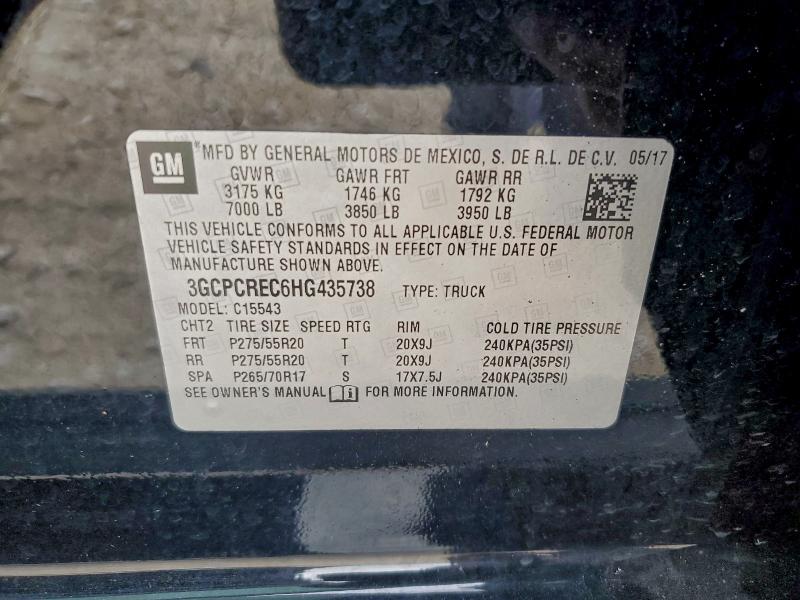 GM *MFD BY GENERAL MOTORS DE MEXICO, S. DE R.L. DE C.V. 05/17
GVWR GAWR FRT GAWR RR
3175 KG 1746 KG 1792 KG
7000 LB 3850 LB 3950 LB
THIS VEHICLE CONFORMS TO ALL APPLICABLE U.S. FEDERAL MOTOR
VEHICLE SAFETY STANDARDS IN EFFECT ON THE DATE OF
MANUFACTURE SHOWN ABOVE.
3GCPCREC6HG435738 TYPE: TRUCK
MODEL: C15543
CHT2 TIRE SIZE SPEED RTG RIM COLD TIRE PRESSURE
FRT P275/55R20 T 20X9J 240KPA(35PSI)
RR P275/55R20 T 20X9J 240KPA(35PSI)
SPA P265/70R17 S 17X7.5J 240KPA(35PSI)
SEE OWNER'S MANUAL FOR MORE INFORMATION.